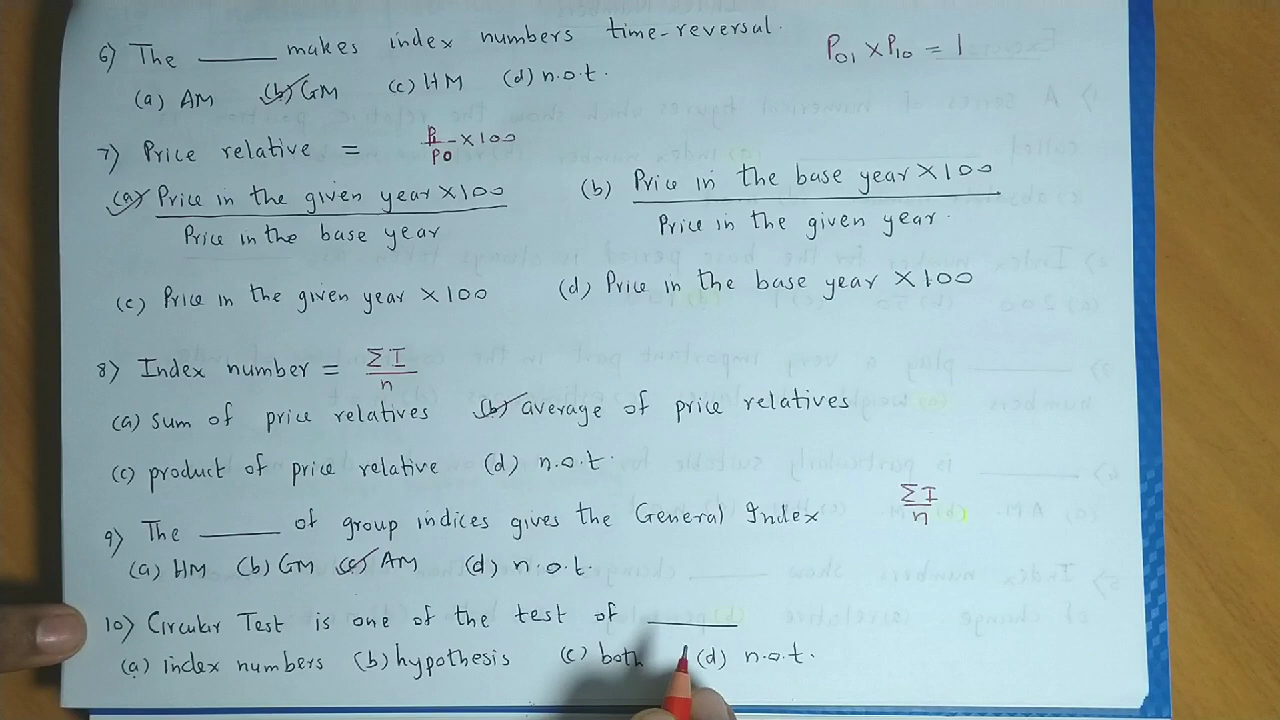 6) The ______ makes index numbers time-reversal.
P01 × P10 = 1
(a) AM (b) GM (c) HM (d) n.o.t.
7) Price relative = P1/P0 × 100
(a) Price in the given year × 100 / Price in the base year
(b) Price in the base year × 100 / Price in the given year.
(c) Price in the given year × 100 (d) Price in the base year × 100
8) Index number = ΣI/n
(a) sum of price relatives (b) average of price relatives
(c) product of price relative (d) n.o.t.
9) The ______ of group indices gives the General Index ΣI/n
(a) HM (b) GM (c) AM (d) n.o.t.
10) Circular Test is one of the test of ______
(a) index numbers (b) hypothesis (c) both (d) n.o.t.